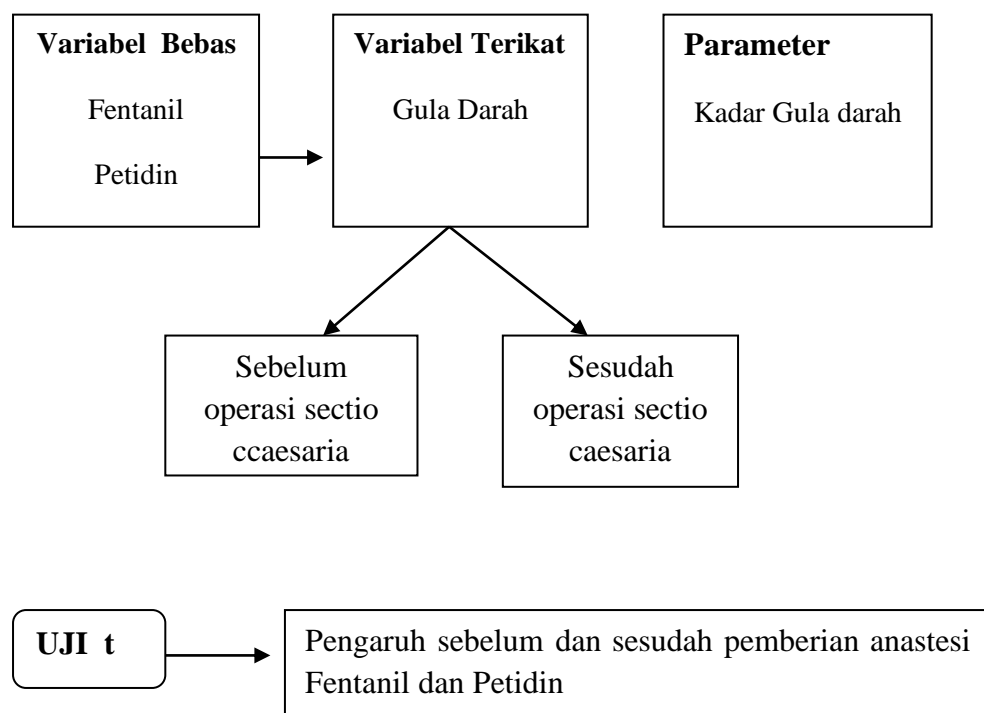 Variabel Bebas
Fentanil
Petidin
Variabel Terikat
Gula Darah
Parameter
Kadar Gula darah
Sebelum
operasi sectio
ccaesaria
Sesudah
operasi sectio
caesaria
UJI t
Pengaruh sebelum dan sesudah pemberian anastesi
Fentanil dan Petidin